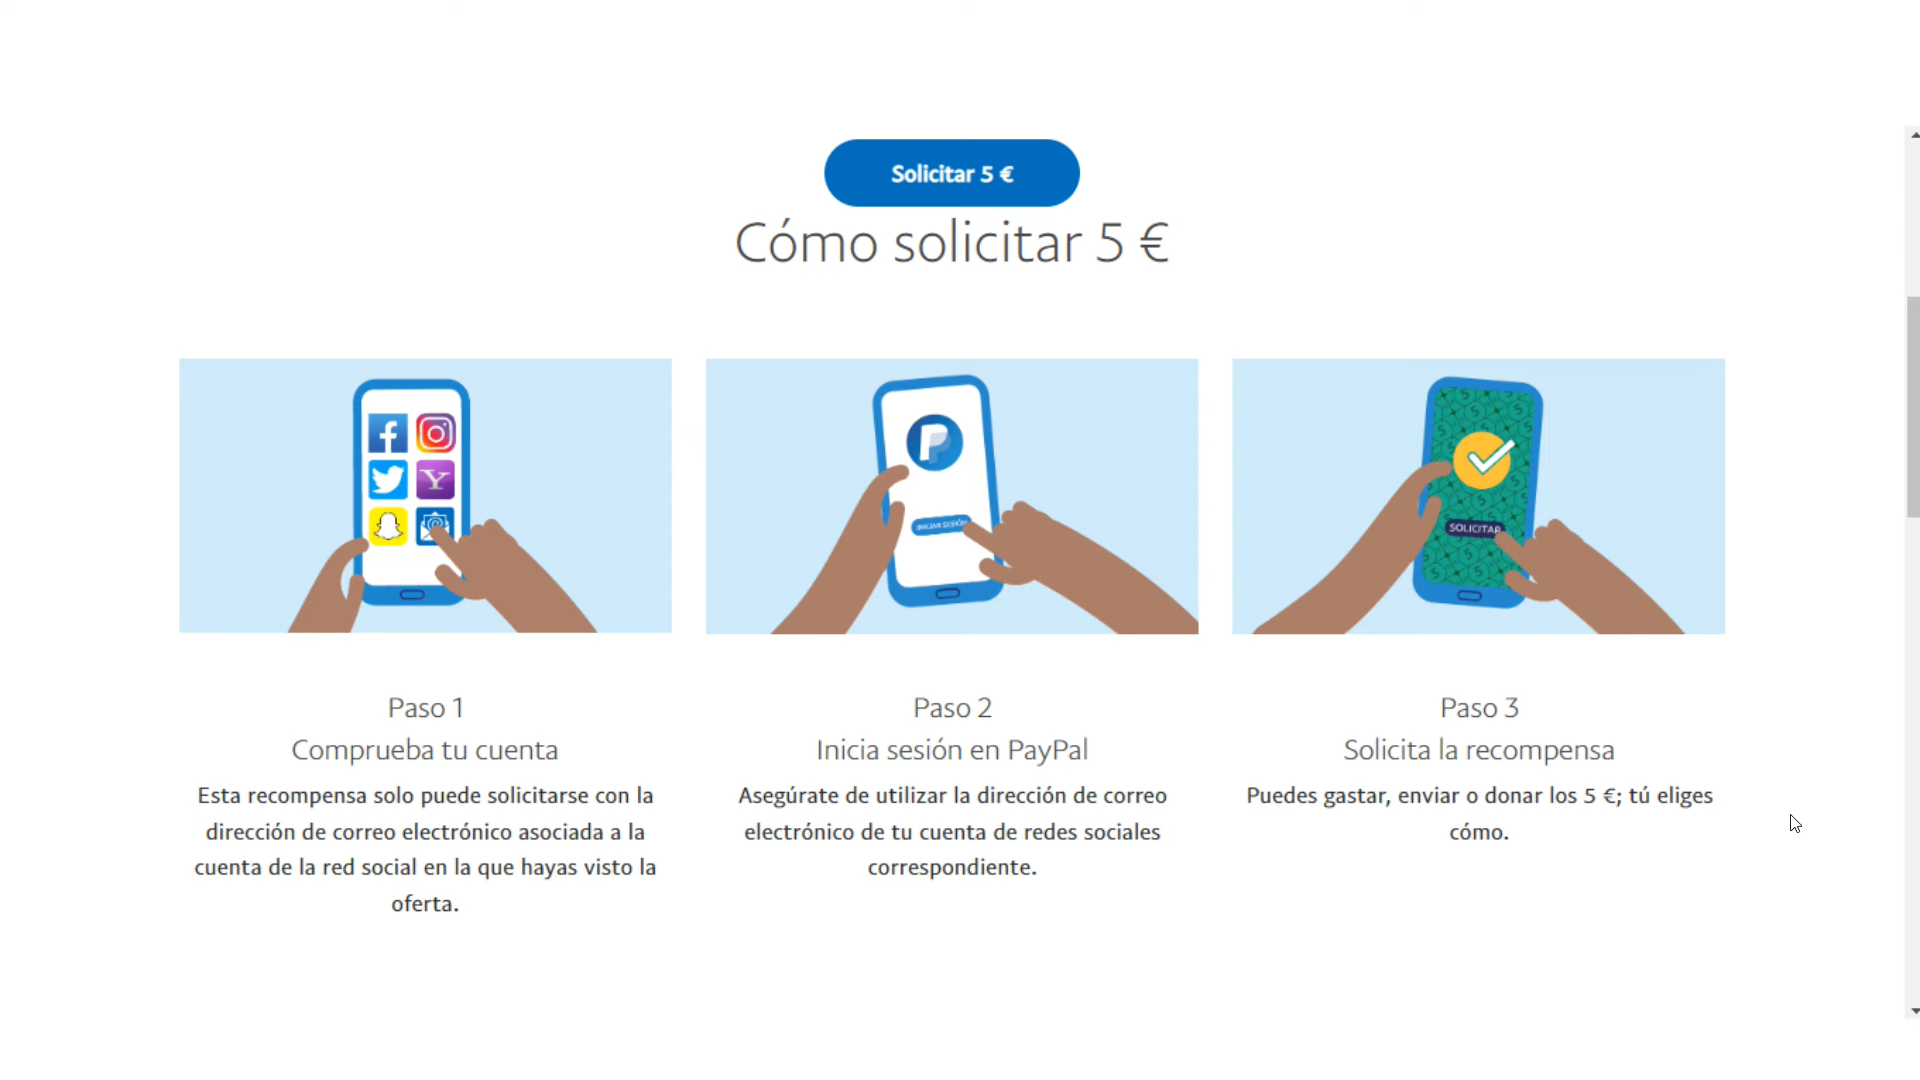 Solicitar 5 €
Cómo solicitar 5 €
INICIAR SESIÓN
SOLICITAR
Paso 1
Comprueba tu cuenta
Esta recompensa solo puede solicitarse con la
dirección de correo electrónico asociada a la
cuenta de la red social en la que hayas visto la
oferta.
Paso 2
Inicia sesión en PayPal
Asegúrate de utilizar la dirección de correo
electrónico de tu cuenta de redes sociales
correspondiente.
Paso 3
Solicita la recompensa
Puedes gastar, enviar o donar los 5 €; tú eliges
cómo.